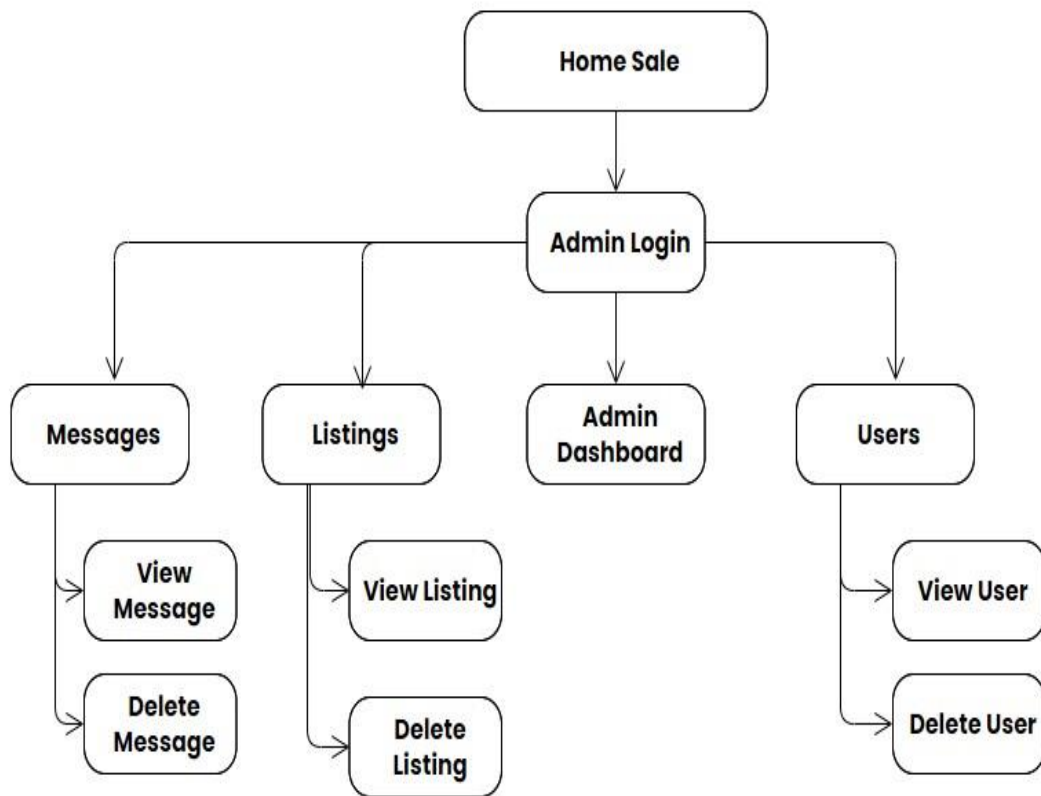 Home Sale
Admin Login
Messages
Listings
Admin
Dashboard
Users
View
Message
View Listing
View User
Delete
Message
Delete
Listing
Delete User